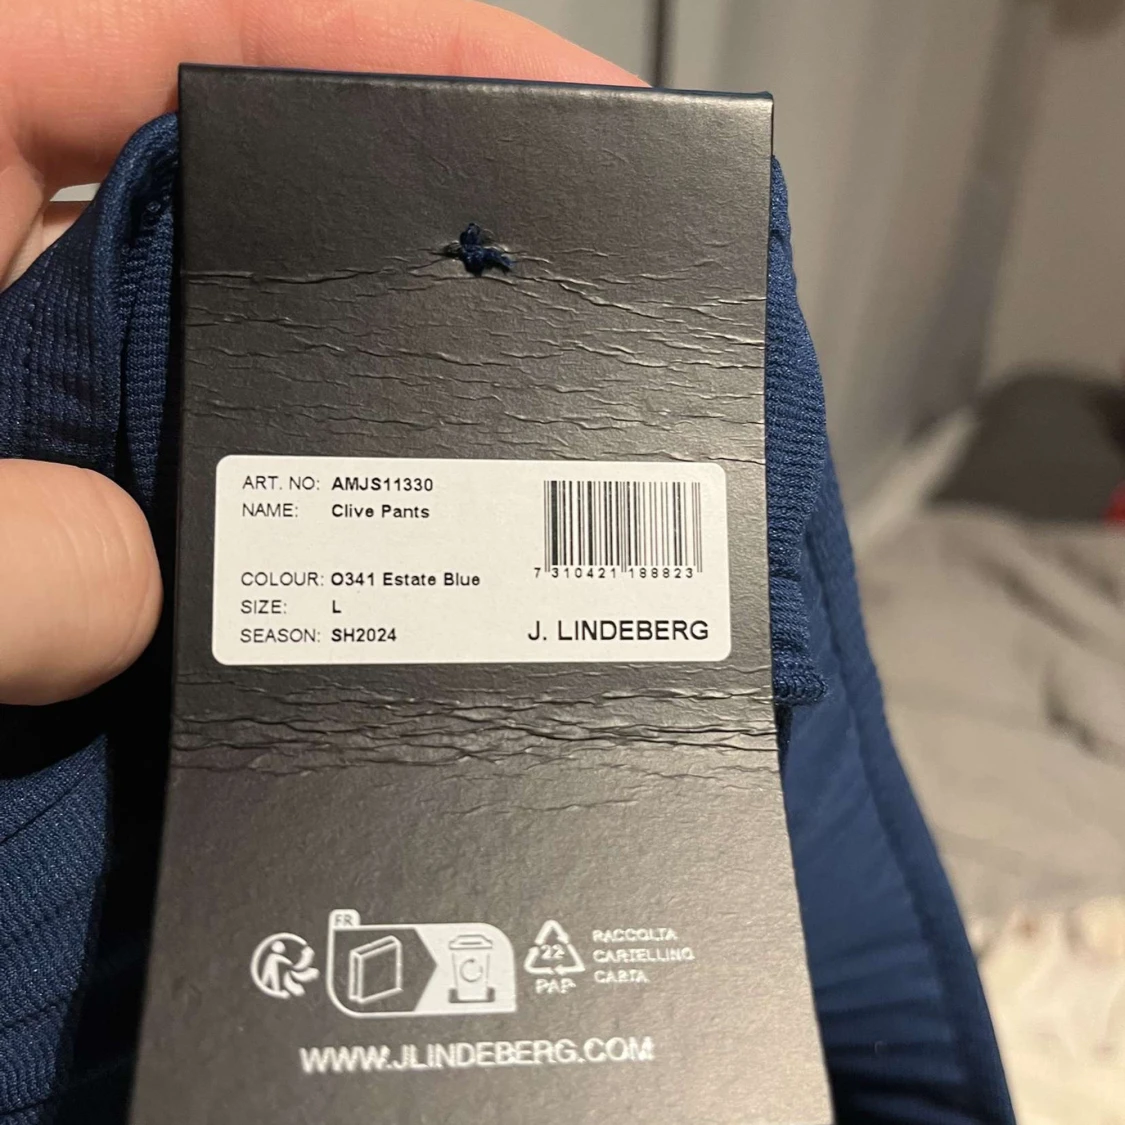 ART. NO: AMJS11330
NAME: Clive Pants
COLOUR: O341 Estate Blue
SIZE: L
SEASON: SH2024
7 310421 188823
J. LINDEBERG
FR
22
PAP
RACCOLTA
CARTELLINO
CARTA
WWW.JLINDEBERG.COM